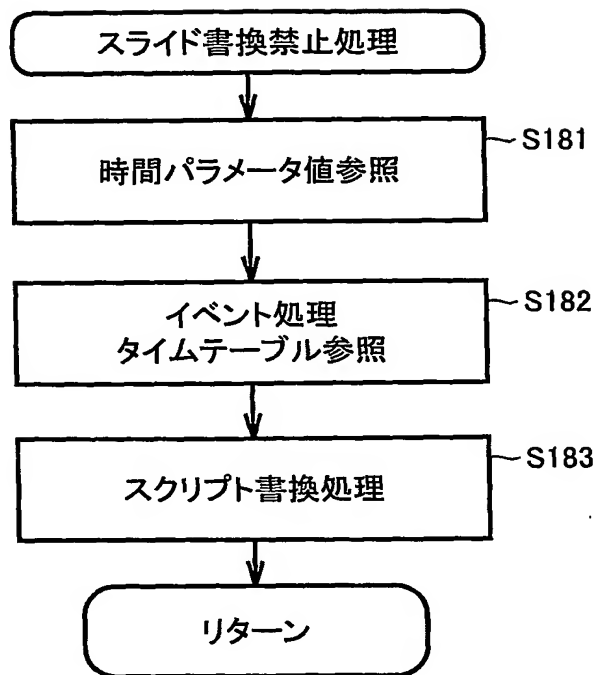 スライド書換禁止処理
時間パラメータ値参照
S181
イベント処理
タイムテーブル参照
S182
スクリプト書換処理
S183
リターン